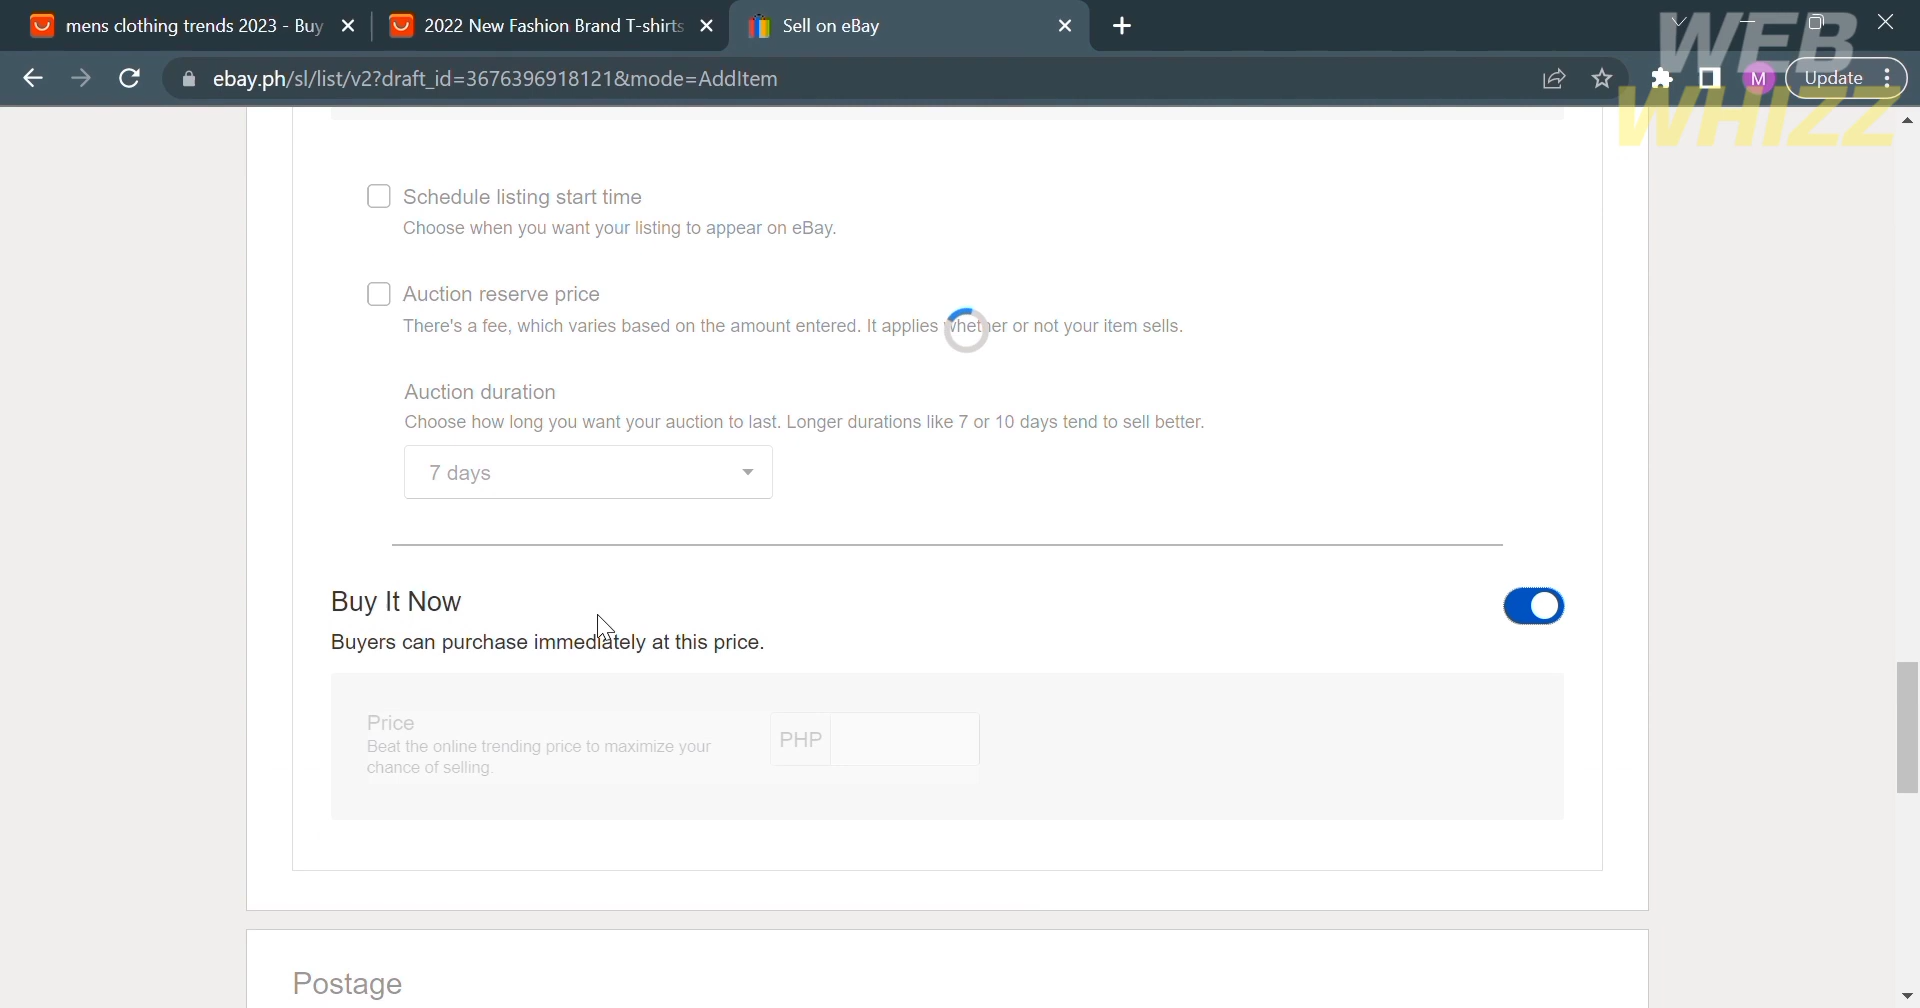 mens clothing trends 2023 - Buy
2022 New Fashion Brand T-shirts
Sell on eBay
ebay.ph/sl/list/v2?draft_id=3676396918121&mode=AddItem
M
Update
WEB
WHIZZ
Schedule listing start time
Choose when you want your listing to appear on eBay.
Auction reserve price
There's a fee, which varies based on the amount entered. It applies whether or not your item sells.
Auction duration
Choose how long you want your auction to last. Longer durations like 7 or 10 days tend to sell better.
7 days
Buy It Now
Buyers can purchase immediately at this price.
Price
Beat the online trending price to maximize your
chance of selling.
PHP
Postage